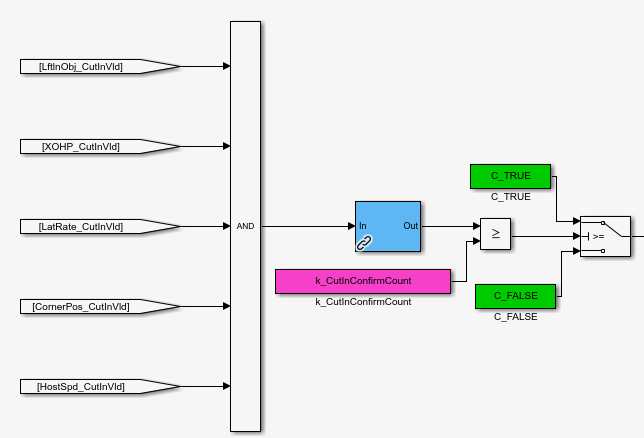 [LftInObj_CutInVld]
[XOHP_CutInVld]
[LatRate_CutInVld]
[CornerPos_CutInVld]
[HostSpd_CutInVld]
AND
In
Out
k_CutInConfirmCount
k_CutInConfirmCount
≥
C_TRUE
C_TRUE
C_FALSE
C_FALSE
>=